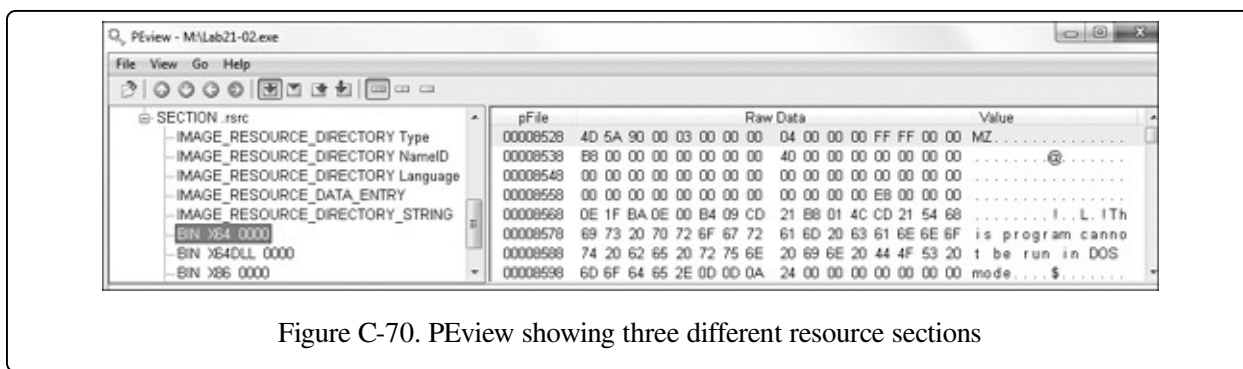 PEview - M:\Lab21-02.exe
File View Go Help
SECTION .rsrc
IMAGE_RESOURCE_DIRECTORY Type
IMAGE_RESOURCE_DIRECTORY NameID
IMAGE_RESOURCE_DIRECTORY Language
IMAGE_RESOURCE_DATA_ENTRY
IMAGE_RESOURCE_DIRECTORY_STRING
BIN X64 0000
BIN X64DLL 0000
BIN X86 0000
pFile Raw Data Value
00008528 4D 5A 90 00 03 00 00 00 04 00 00 00 FF FF 00 00 MZ..............
00008538 B8 00 00 00 00 00 00 00 40 00 00 00 00 00 00 00 ........@.......
00008548 00 00 00 00 00 00 00 00 00 00 00 00 00 00 00 00 ................
00008558 00 00 00 00 00 00 00 00 00 00 00 00 E8 00 00 00 ................
00008568 0E 1F BA 0E 00 B4 09 CD 21 B8 01 4C CD 21 54 68 ........!..L.!Th
00008578 69 73 20 70 72 6F 67 72 61 6D 20 63 61 6E 6E 6F is program canno
00008588 74 20 62 65 20 72 75 6E 20 69 6E 20 44 4F 53 20 t be run in DOS
00008598 6D 6F 64 65 2E 0D 0D 0A 24 00 00 00 00 00 00 00 mode....$.......
Figure C-70. PEview showing three different resource sections